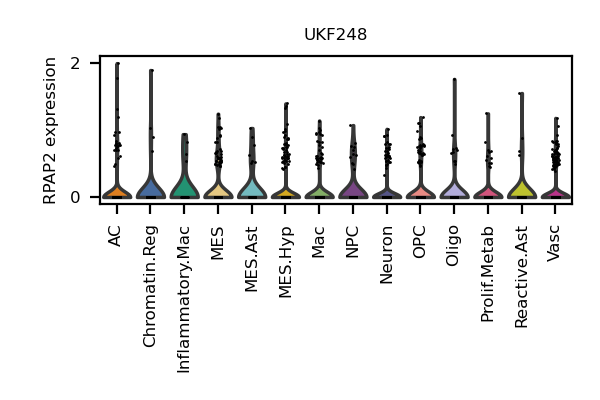 UKF248
RPAP2 expression
2
0
AC
Chromatin.Reg
Inflammatory.Mac
MES
MES.Ast
MES.Hyp
Mac
NPC
Neuron
OPC
Oligo
Prolif.Metab
Reactive.Ast
Vasc